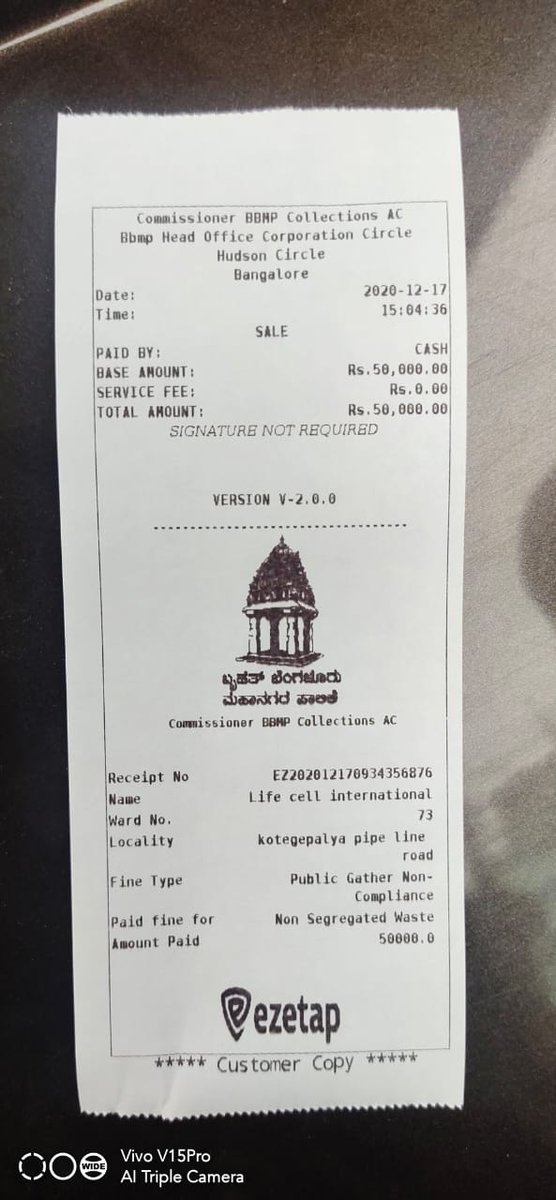 Commissioner BBMP Collections AC
Bbmp Head Office Corporation Circle
Hudson Circle
Bangalore
Date: 2020-12-17
Time: 15:04:36
SALE
PAID BY: CASH
BASE AMOUNT: Rs.50,000.00
SERVICE FEE: Rs.0.00
TOTAL AMOUNT: Rs.50,000.00
SIGNATURE NOT REQUIRED
VERSION V-2.0.0
ಬೃಹತ್ ಬೆಂಗಳೂರು
ಮಹಾನಗರ ಪಾಲಿಕೆ
Commissioner BBMP Collections AC
Receipt No EZ202012170934356876
Name Life cell international
Ward No. 73
Locality kotegepalya pipe line
road
Fine Type Public Gather Non-
Compliance
Paid fine for Non Segregated Waste
Amount Paid 50000.0
ezetap
***** Customer Copy *****
WIDE
Vivo V15Pro
AI Triple Camera